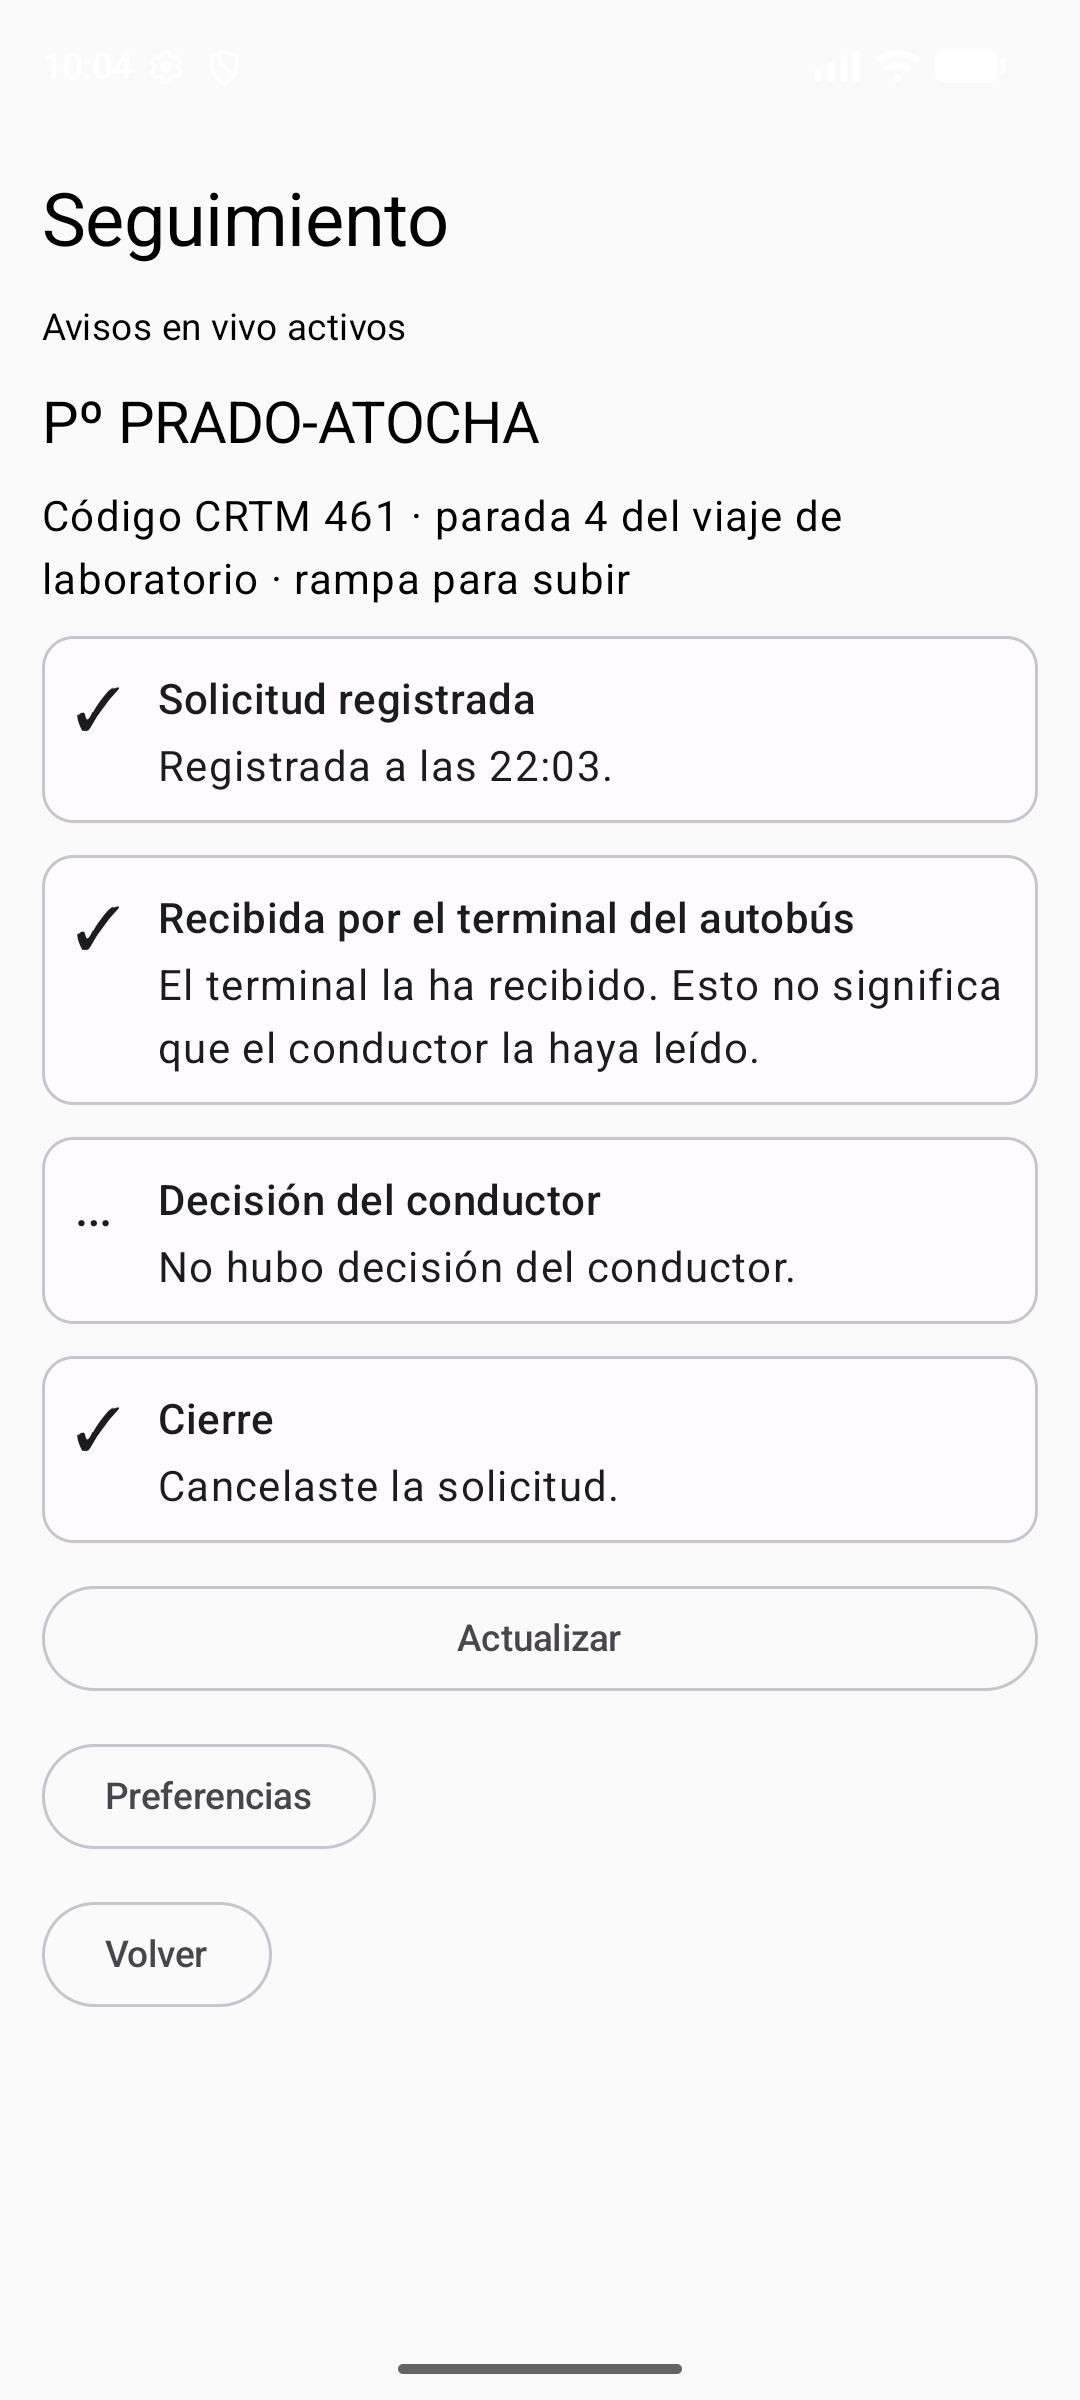 10:04
Seguimiento
Avisos en vivo activos
Pº PRADO-ATOCHA
Código CRTM 461 · parada 4 del viaje de
laboratorio · rampa para subir
✓ Solicitud registrada
Registrada a las 22:03.
✓ Recibida por el terminal del autobús
El terminal la ha recibido. Esto no significa
que el conductor la haya leído.
… Decisión del conductor
No hubo decisión del conductor.
✓ Cierre
Cancelaste la solicitud.
Actualizar
Preferencias
Volver